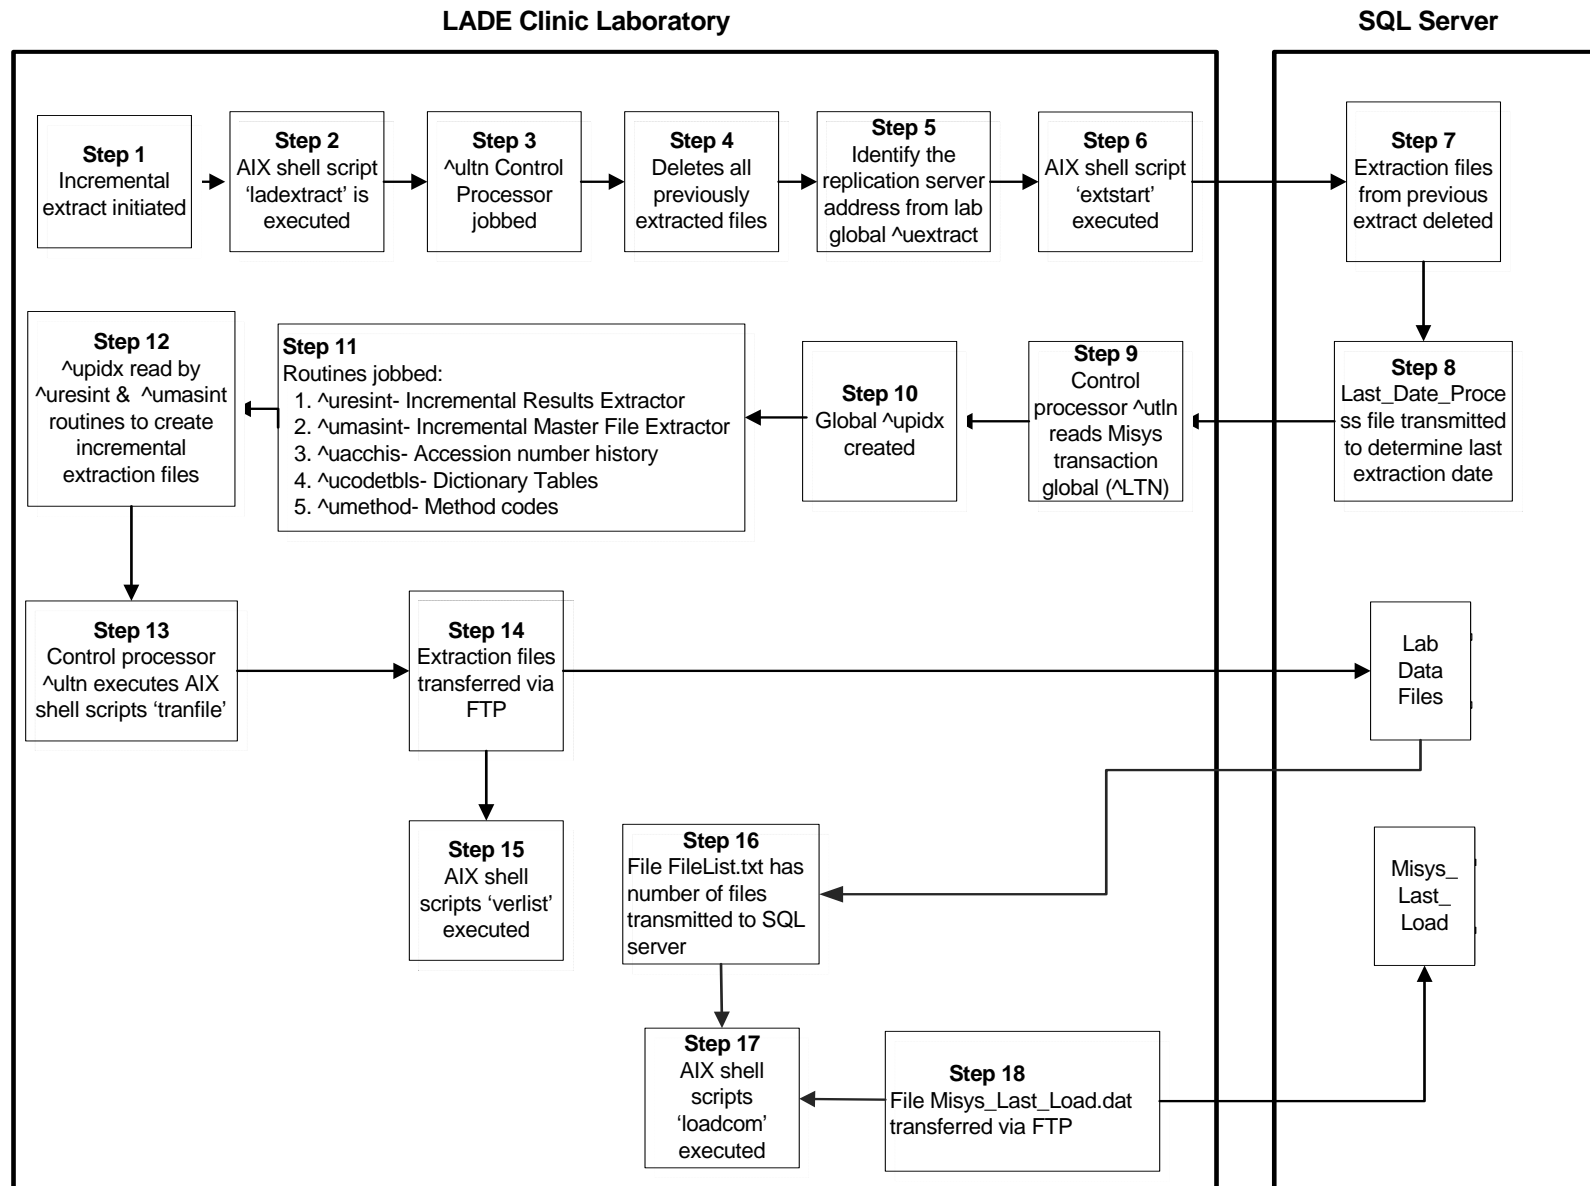 LADE Clinic Laboratory
SQL Server
Step 1
Incremental
extract initiated
Step 2
AIX shell script
‘ladextract’ is
executed
Step 3
^ultn Control
Processor
jobbed
Step 4
Deletes all
previously
extracted files
Step 5
Identify the
replication server
address from lab
global ^uextract
Step 6
AIX shell script
‘extstart’
executed
Step 7
Extraction files
from previous
extract deleted
Step 12
^upidx read by
^uresint & ^umasint
routines to create
incremental
extraction files
Step 11
Routines jobbed:
1. ^uresint- Incremental Results Extractor
2. ^umasint- Incremental Master File Extractor
3. ^uacchis- Accession number history
4. ^ucodetbls- Dictionary Tables
5. ^umethod- Method codes
Step 10
Global ^upidx
created
Step 9
Control
processor ^utln
reads Misys
transaction
global (^LTN)
Step 8
Last_Date_Proce
ss file transmitted
to determine last
extraction date
Step 13
Control processor
^ultn executes AIX
shell scripts ‘tranfile’
Step 14
Extraction files
transferred via
FTP
Lab
Data
Files
Step 15
AIX shell
scripts ‘verlist’
executed
Step 16
File FileList.txt has
number of files
transmitted to SQL
server
Misys_
Last_
Load
Step 17
AIX shell
scripts
‘loadcom’
executed
Step 18
File Misys_Last_Load.dat
transferred via FTP